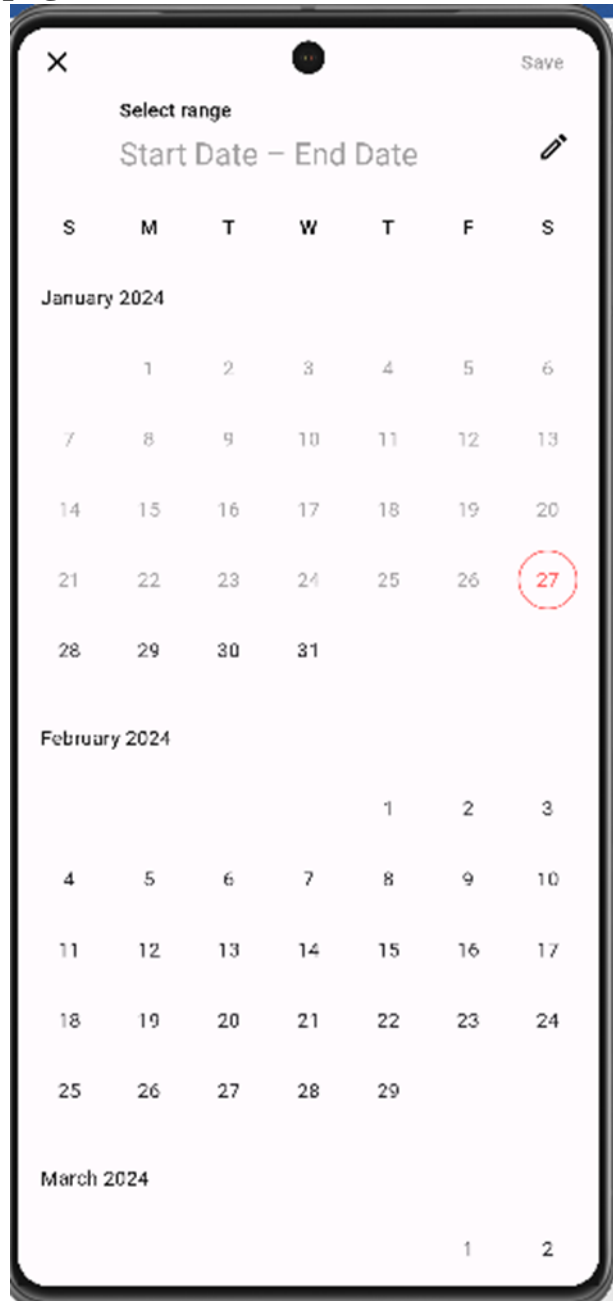 Save
Select range
Start Date – End Date
S M T W T F S
January 2024
1 2 3 4 5 6
7 8 9 10 11 12 13
14 15 16 17 18 19 20
21 22 23 24 25 26 27
28 29 30 31
February 2024
1 2 3
4 5 6 7 8 9 10
11 12 13 14 15 16 17
18 19 20 21 22 23 24
25 26 27 28 29
March 2024
1 2